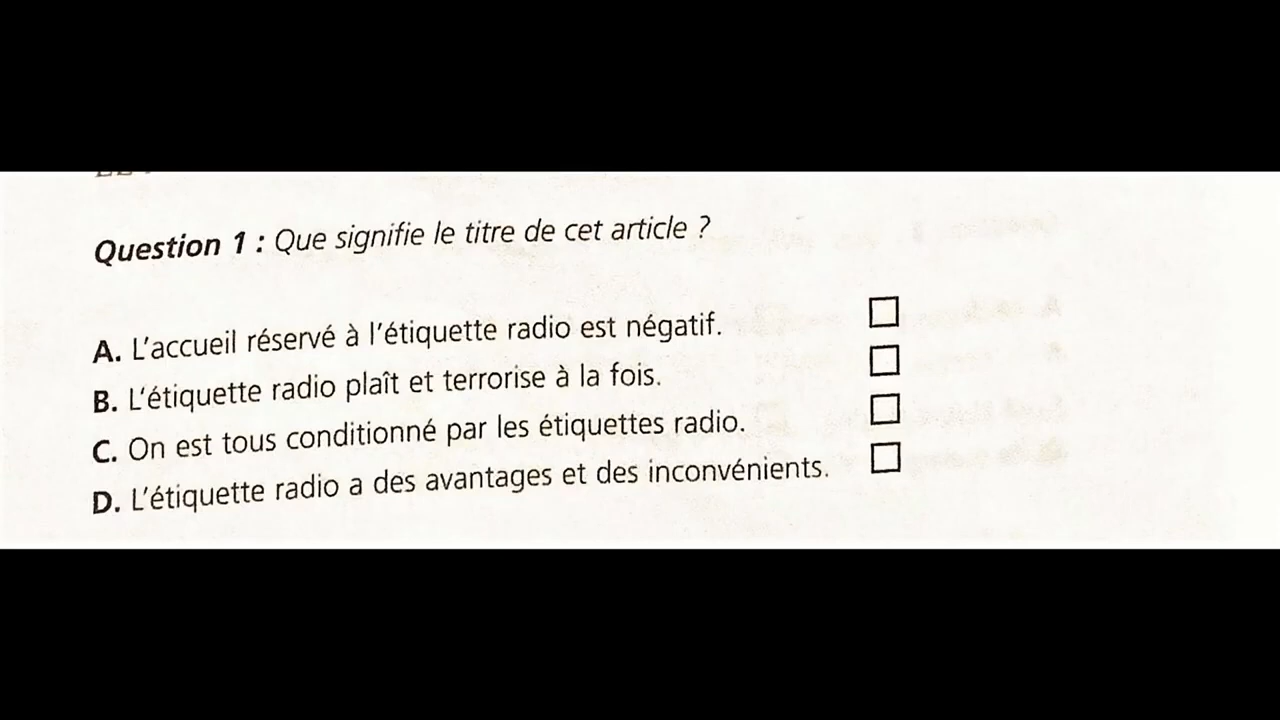 Question 1 : Que signifie le titre de cet article ?
A. L'accueil réservé à l'étiquette radio est négatif.
B. L'étiquette radio plaît et terrorise à la fois.
C. On est tous conditionné par les étiquettes radio.
D. L'étiquette radio a des avantages et des inconvénients.